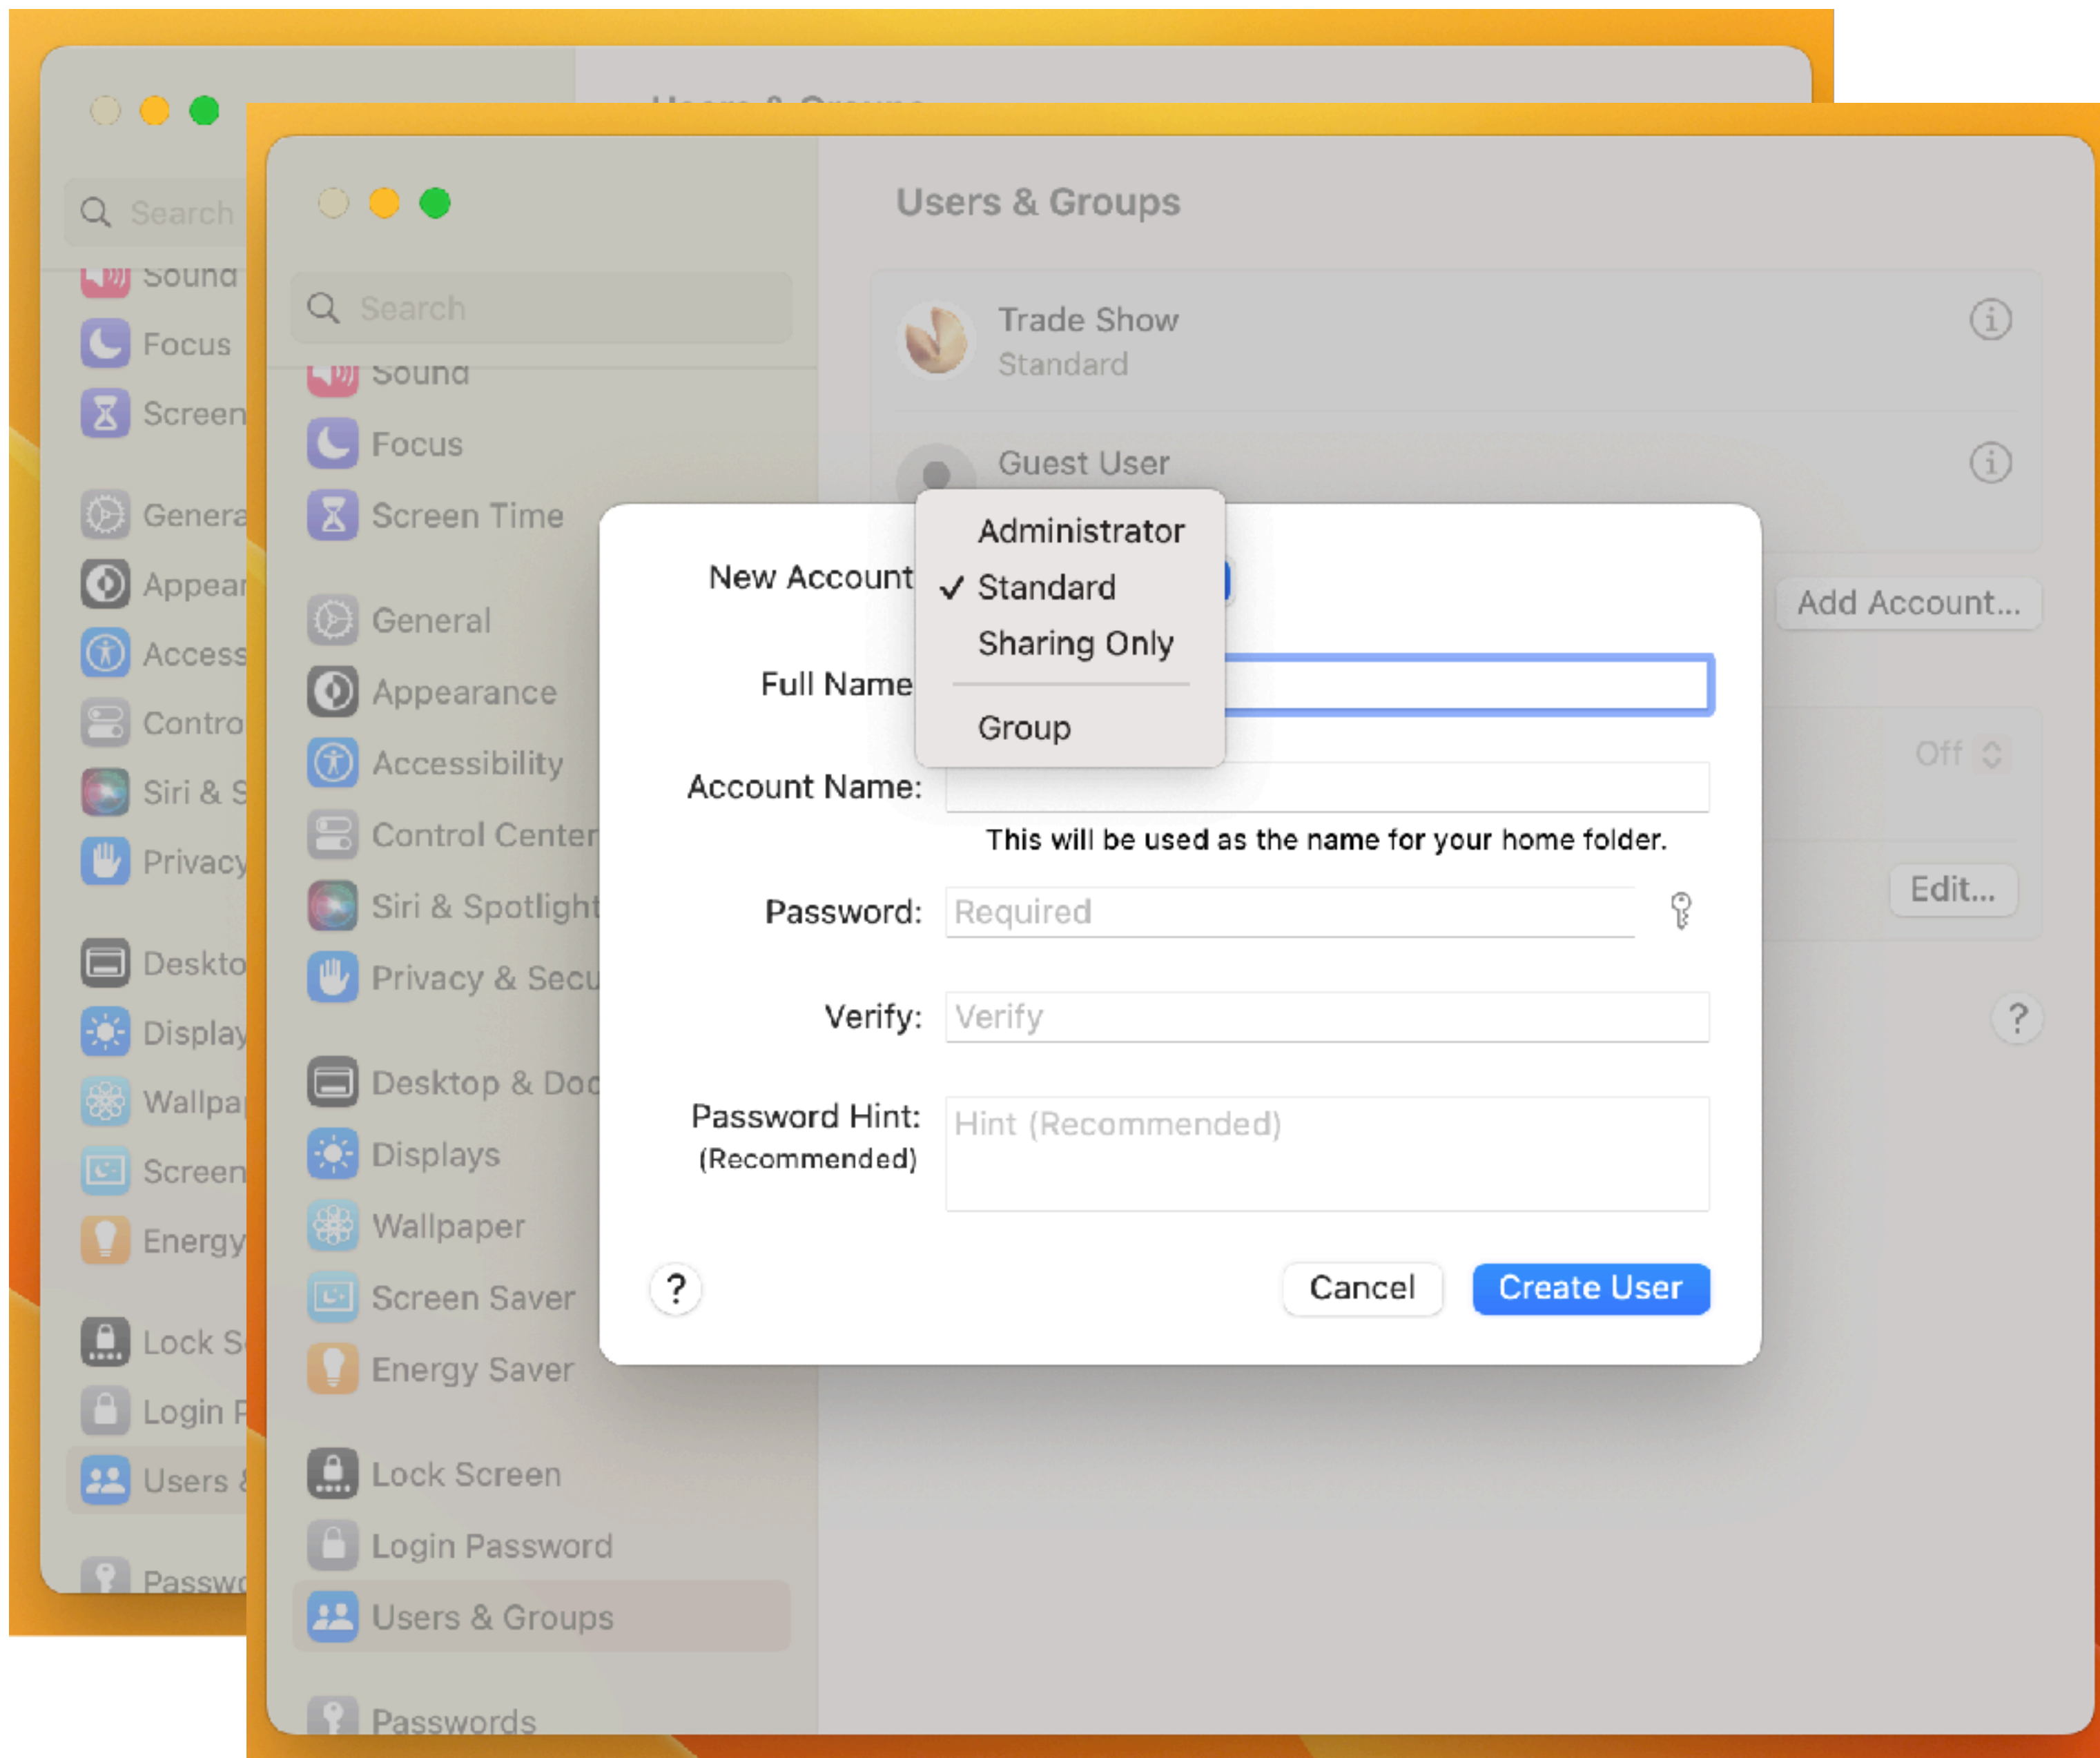 Users & Groups
Search
Sound
Focus
Screen
Genera
Appear
Access
Contro
Siri & S
Privacy
Deskto
Display
Wallpa
Screen
Energy
Lock S
Login P
Users &
Passwo
Users & Groups
Search
Sound
Focus
Screen Time
General
Appearance
Accessibility
Control Center
Siri & Spotlight
Privacy & Secu
Desktop & Doc
Displays
Wallpaper
Screen Saver
Energy Saver
Lock Screen
Login Password
Users & Groups
Passwords
Trade Show
Standard
Guest User
Add Account...
Off
Edit...
?
New Account
Administrator
✓ Standard
Sharing Only
Group
Full Name
Account Name:
This will be used as the name for your home folder.
Password: Required
Verify: Verify
Password Hint: Hint (Recommended)
(Recommended)
? Cancel Create User